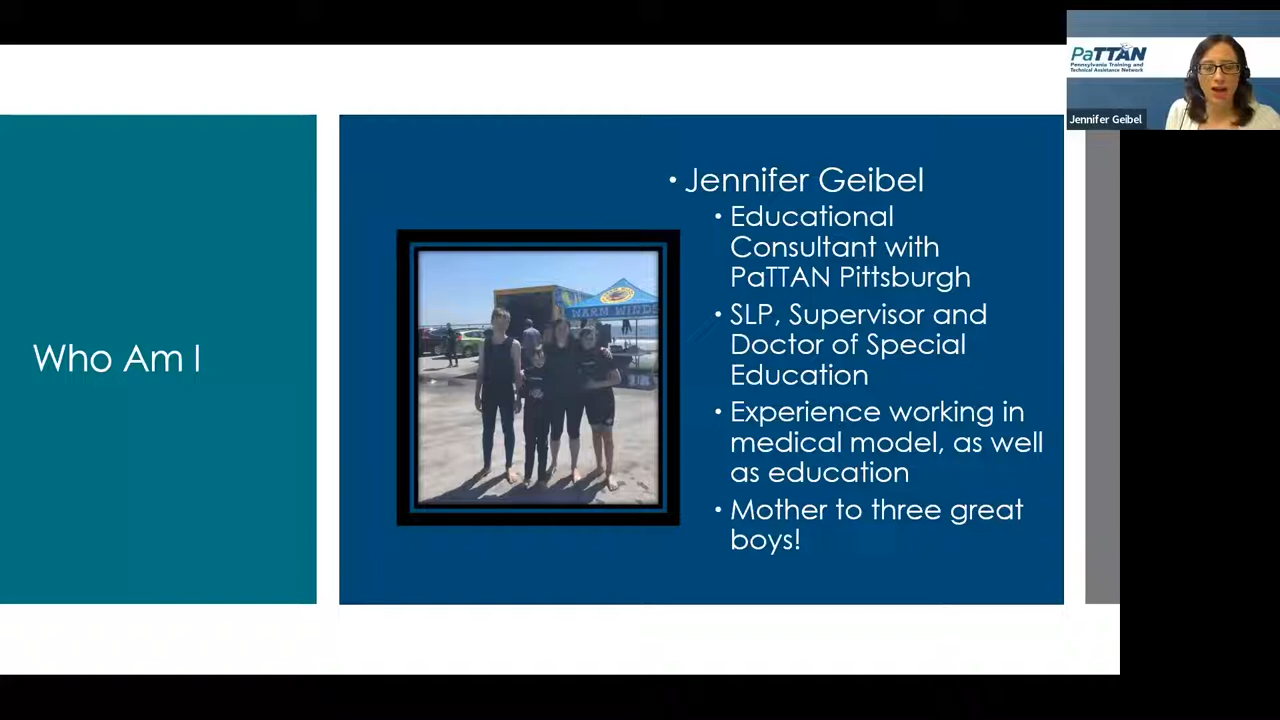 PaTTAN
Pennsylvania Training and
Technical Assistance Network
Jennifer Geibel
Who Am I
• Jennifer Geibel
• Educational
Consultant with
PaTTAN Pittsburgh
• SLP, Supervisor and
Doctor of Special
Education
• Experience working in
medical model, as well
as education
• Mother to three great
boys!
WARM WINDS